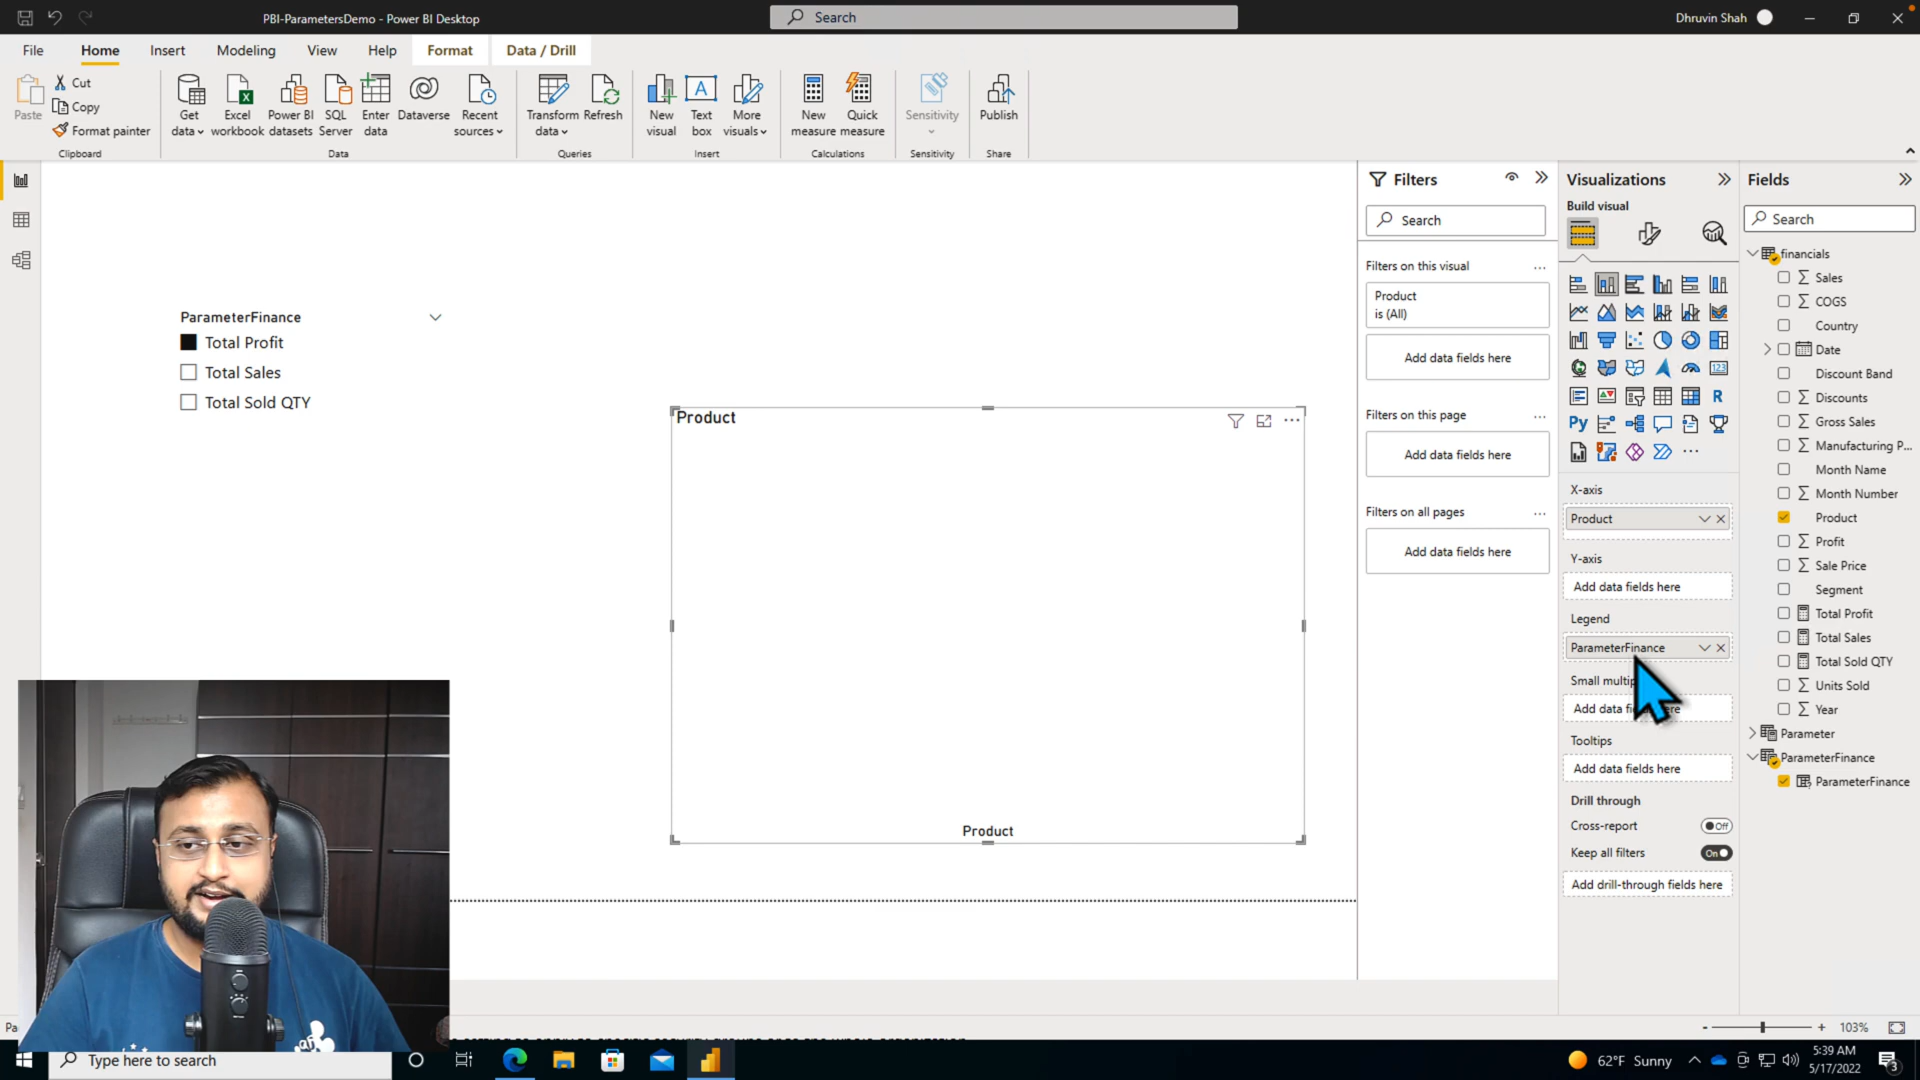 PBI-ParametersDemo - Power BI Desktop
Search
Dhruvin Shah
File
Home
Insert
Modeling
View
Help
Format
Data / Drill
Paste
Cut
Copy
Format painter
Clipboard
Get data
Excel workbook
Power BI datasets
SQL Server
Enter data
Dataverse
Recent sources
Data
Transform data
Refresh
Queries
New visual
Text box
More visuals
Insert
New measure
Quick measure
Calculations
Sensitivity
Sensitivity
Publish
Share
ParameterFinance
Total Profit
Total Sales
Total Sold QTY
Product
Product
Filters
Search
Filters on this visual
Product
is (All)
Add data fields here
Filters on this page
Add data fields here
Filters on all pages
Add data fields here
Visualizations
Build visual
R
Py
123
X-axis
Product
Y-axis
Add data fields here
Legend
ParameterFinance
Small multip
Add data fields here
Tooltips
Add data fields here
Drill through
Cross-report
Off
Keep all filters
On
Add drill-through fields here
Fields
Search
financials
Sales
COGS
Country
Date
Discount Band
Discounts
Gross Sales
Manufacturing P...
Month Name
Month Number
Product
Profit
Sale Price
Segment
Total Profit
Total Sales
Total Sold QTY
Units Sold
Year
Parameter
ParameterFinance
ParameterFinance
Pa
- + 103%
Type here to search
62°F Sunny
5:39 AM
5/17/2022
3